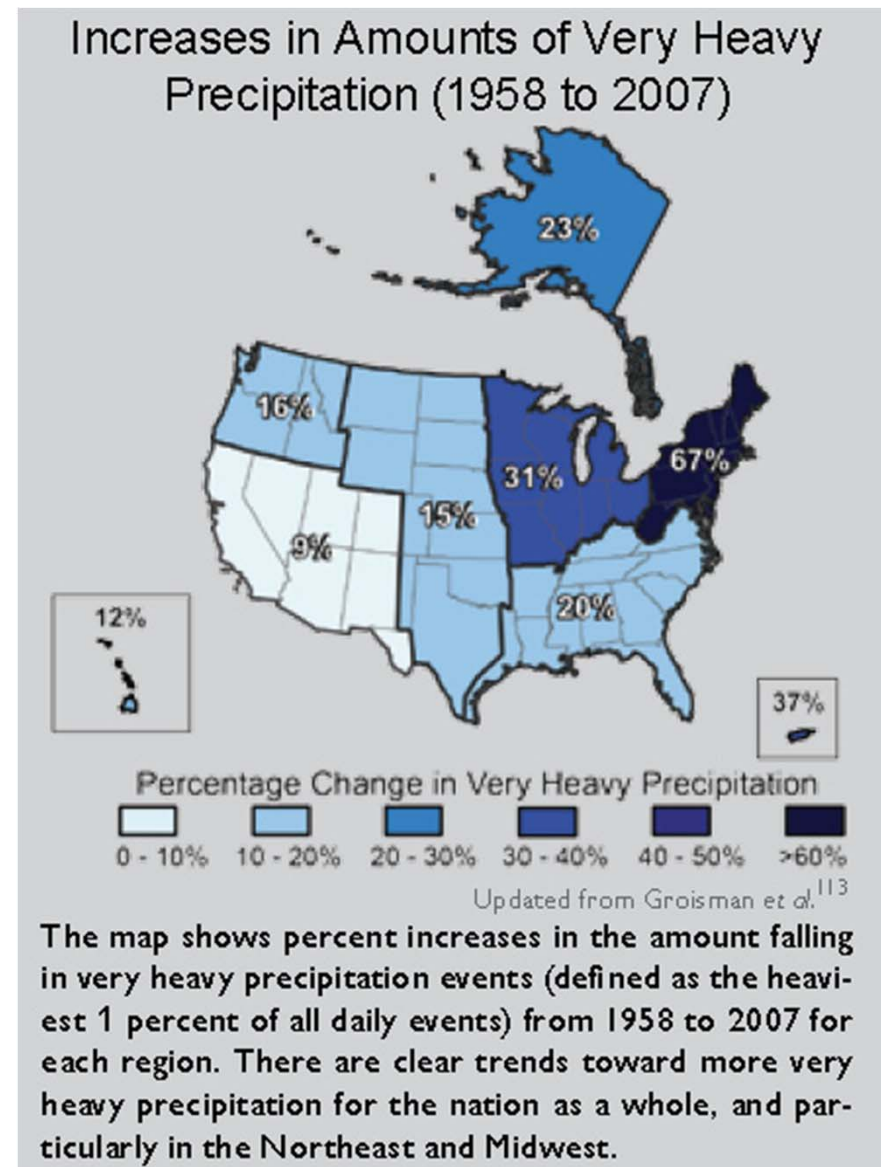 Increases in Amounts of Very Heavy
Precipitation (1958 to 2007)
23%
16%
67%
31%
15%
9%
20%
12%
37%
Percentage Change in Very Heavy Precipitation
0 - 10% 10 - 20% 20 - 30% 30 - 40% 40 - 50% >60%
Updated from Groisman et al.113
The map shows percent increases in the amount falling
in very heavy precipitation events (defined as the heavi-
est 1 percent of all daily events) from 1958 to 2007 for
each region. There are clear trends toward more very
heavy precipitation for the nation as a whole, and par-
ticularly in the Northeast and Midwest.